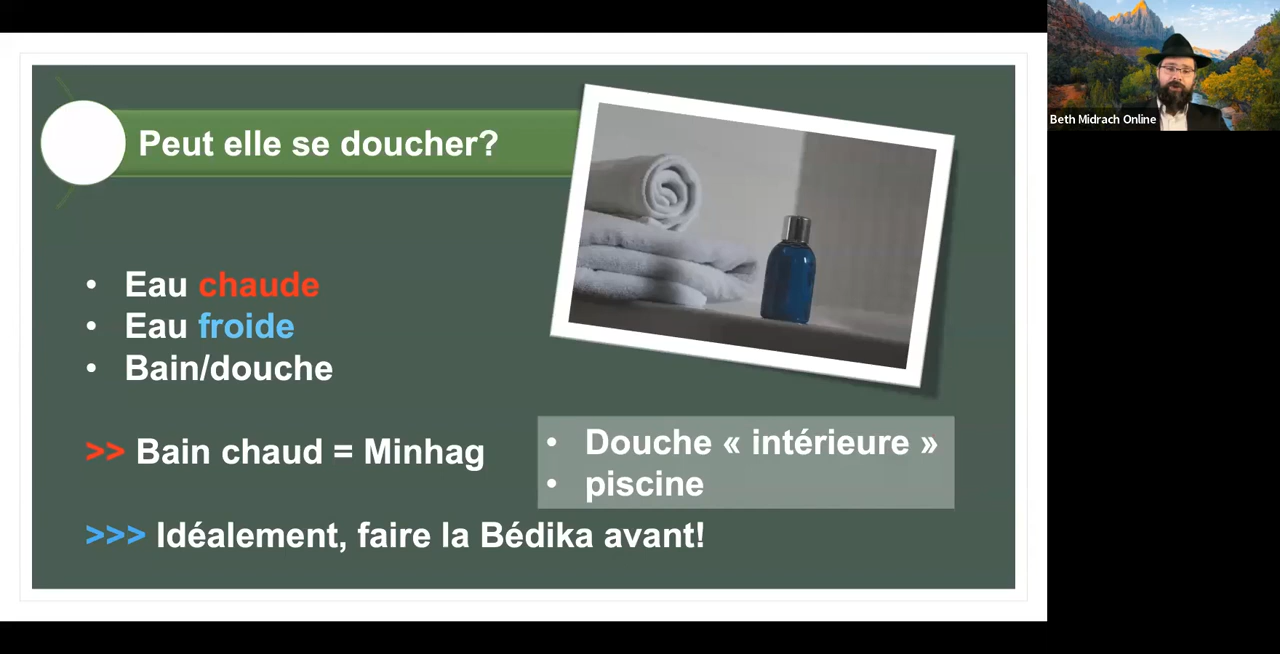 Peut elle se doucher?
• Eau chaude
• Eau froide
• Bain/douche
>> Bain chaud = Minhag
• Douche « intérieure »
• piscine
>>> Idéalement, faire la Bédika avant!
Beth Midrach Online